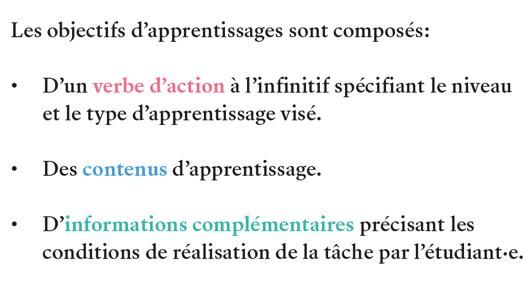 Les objectifs d’apprentissages sont composés:
• D’un verbe d’action à l’infinitif spécifiant le niveau
et le type d’apprentissage visé.
• Des contenus d’apprentissage.
• D’informations complémentaires précisant les
conditions de réalisation de la tâche par l’étudiant·e.